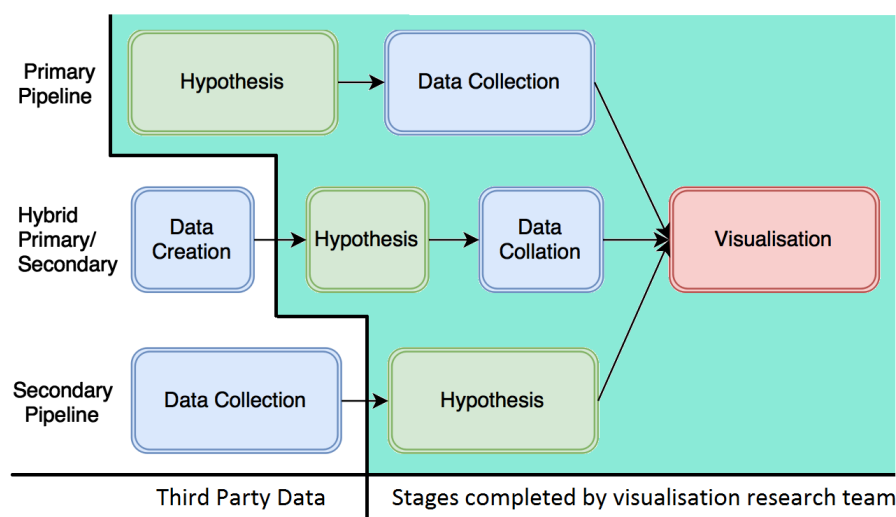 Primary
Pipeline
Hypothesis
Data Collection
Hybrid
Primary/
Secondary
Data
Creation
Hypothesis
Data
Collation
Visualisation
Secondary
Pipeline
Data Collection
Hypothesis
Third Party Data
Stages completed by visualisation research team